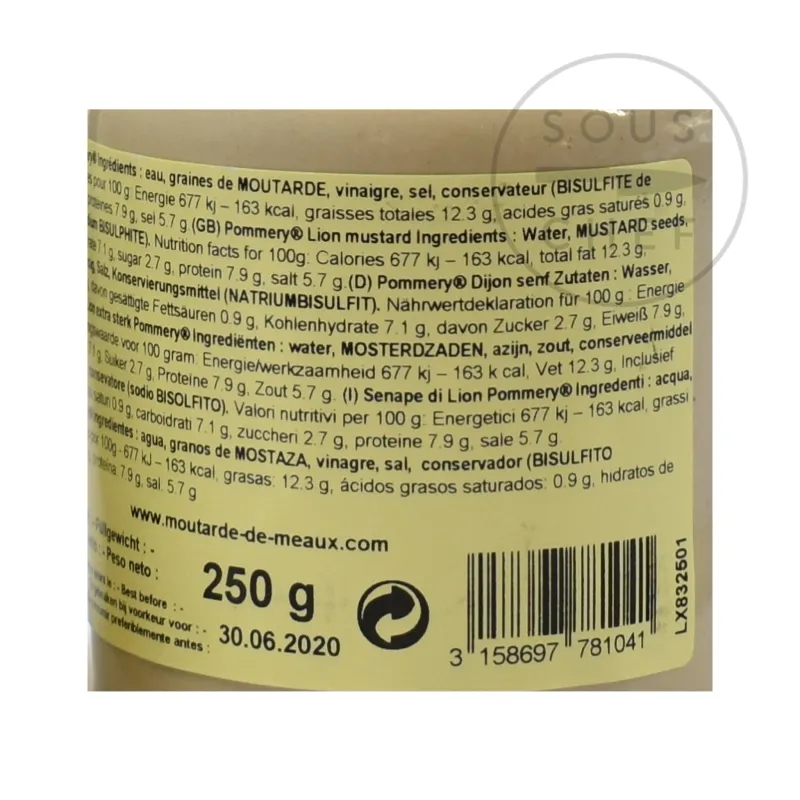 SOUS
CHEF
Ingrédients : eau, graines de MOUTARDE, vinaigre, sel, conservateur (BISULFITE de
pour 100 g: Energie 677 kj – 163 kcal, graisses totales 12.3 g, acides gras saturés 0.9 g,
7.9 g, sel 5.7 g (GB) Pommery® Lion mustard Ingredients : Water, MUSTARD seeds,
BISULPHITE). Nutrition facts for 100g: Calories 677 kj – 163 kcal, total fat 12.3 g,
7.1 g, sugar 2.7 g, protein 7.9 g, salt 5.7 g.(D) Pommery® Dijon senf Zutaten : Wasser,
Salz, Konservierungsmittel (NATRIUMBISULFIT). Nährwertdeklaration für 100 g : Energie
davon gesättigte Fettsäuren 0.9 g, Kohlenhydrate 7.1 g, davon Zucker 2.7 g, Eiweiß 7.9 g,
extra sterk Pommery® Ingrediënten : water, MOSTERDZADEN, azijn, zout, conserveermiddel
voor 100 gram: Energie/werkzaamheid 677 kj – 163 k cal, Vet 12.3 g, Inclusief
Suiker 2.7 g, Proteine 7.9 g, Zout 5.7 g. (I) Senape di Lion Pommery® Ingredenti : acqua,
(sodio BISOLFITO). Valori nutritivi per 100 g: Energetici 677 kj – 163 kcal, grassi
0.9 g, carboidrati 7.1 g, zuccheri 2.7 g, proteine 7.9 g, sale 5.7 g.
: agua, granos de MOSTAZA, vinagre, sal, conservador (BISULFITO
por 100g - 677 kJ – 163 kcal, grasas: 12.3 g, ácidos grasos saturados: 0.9 g, hidratos de
7.9 g, sal: 5.7 g
www.moutarde-de-meaux.com
- Füllgewicht : -
- Peso neto :
250 g
- Best before : -
bij voorkeur voor : -
preferiblemente antes :
30.06.2020
3 158697 781041
LX832501